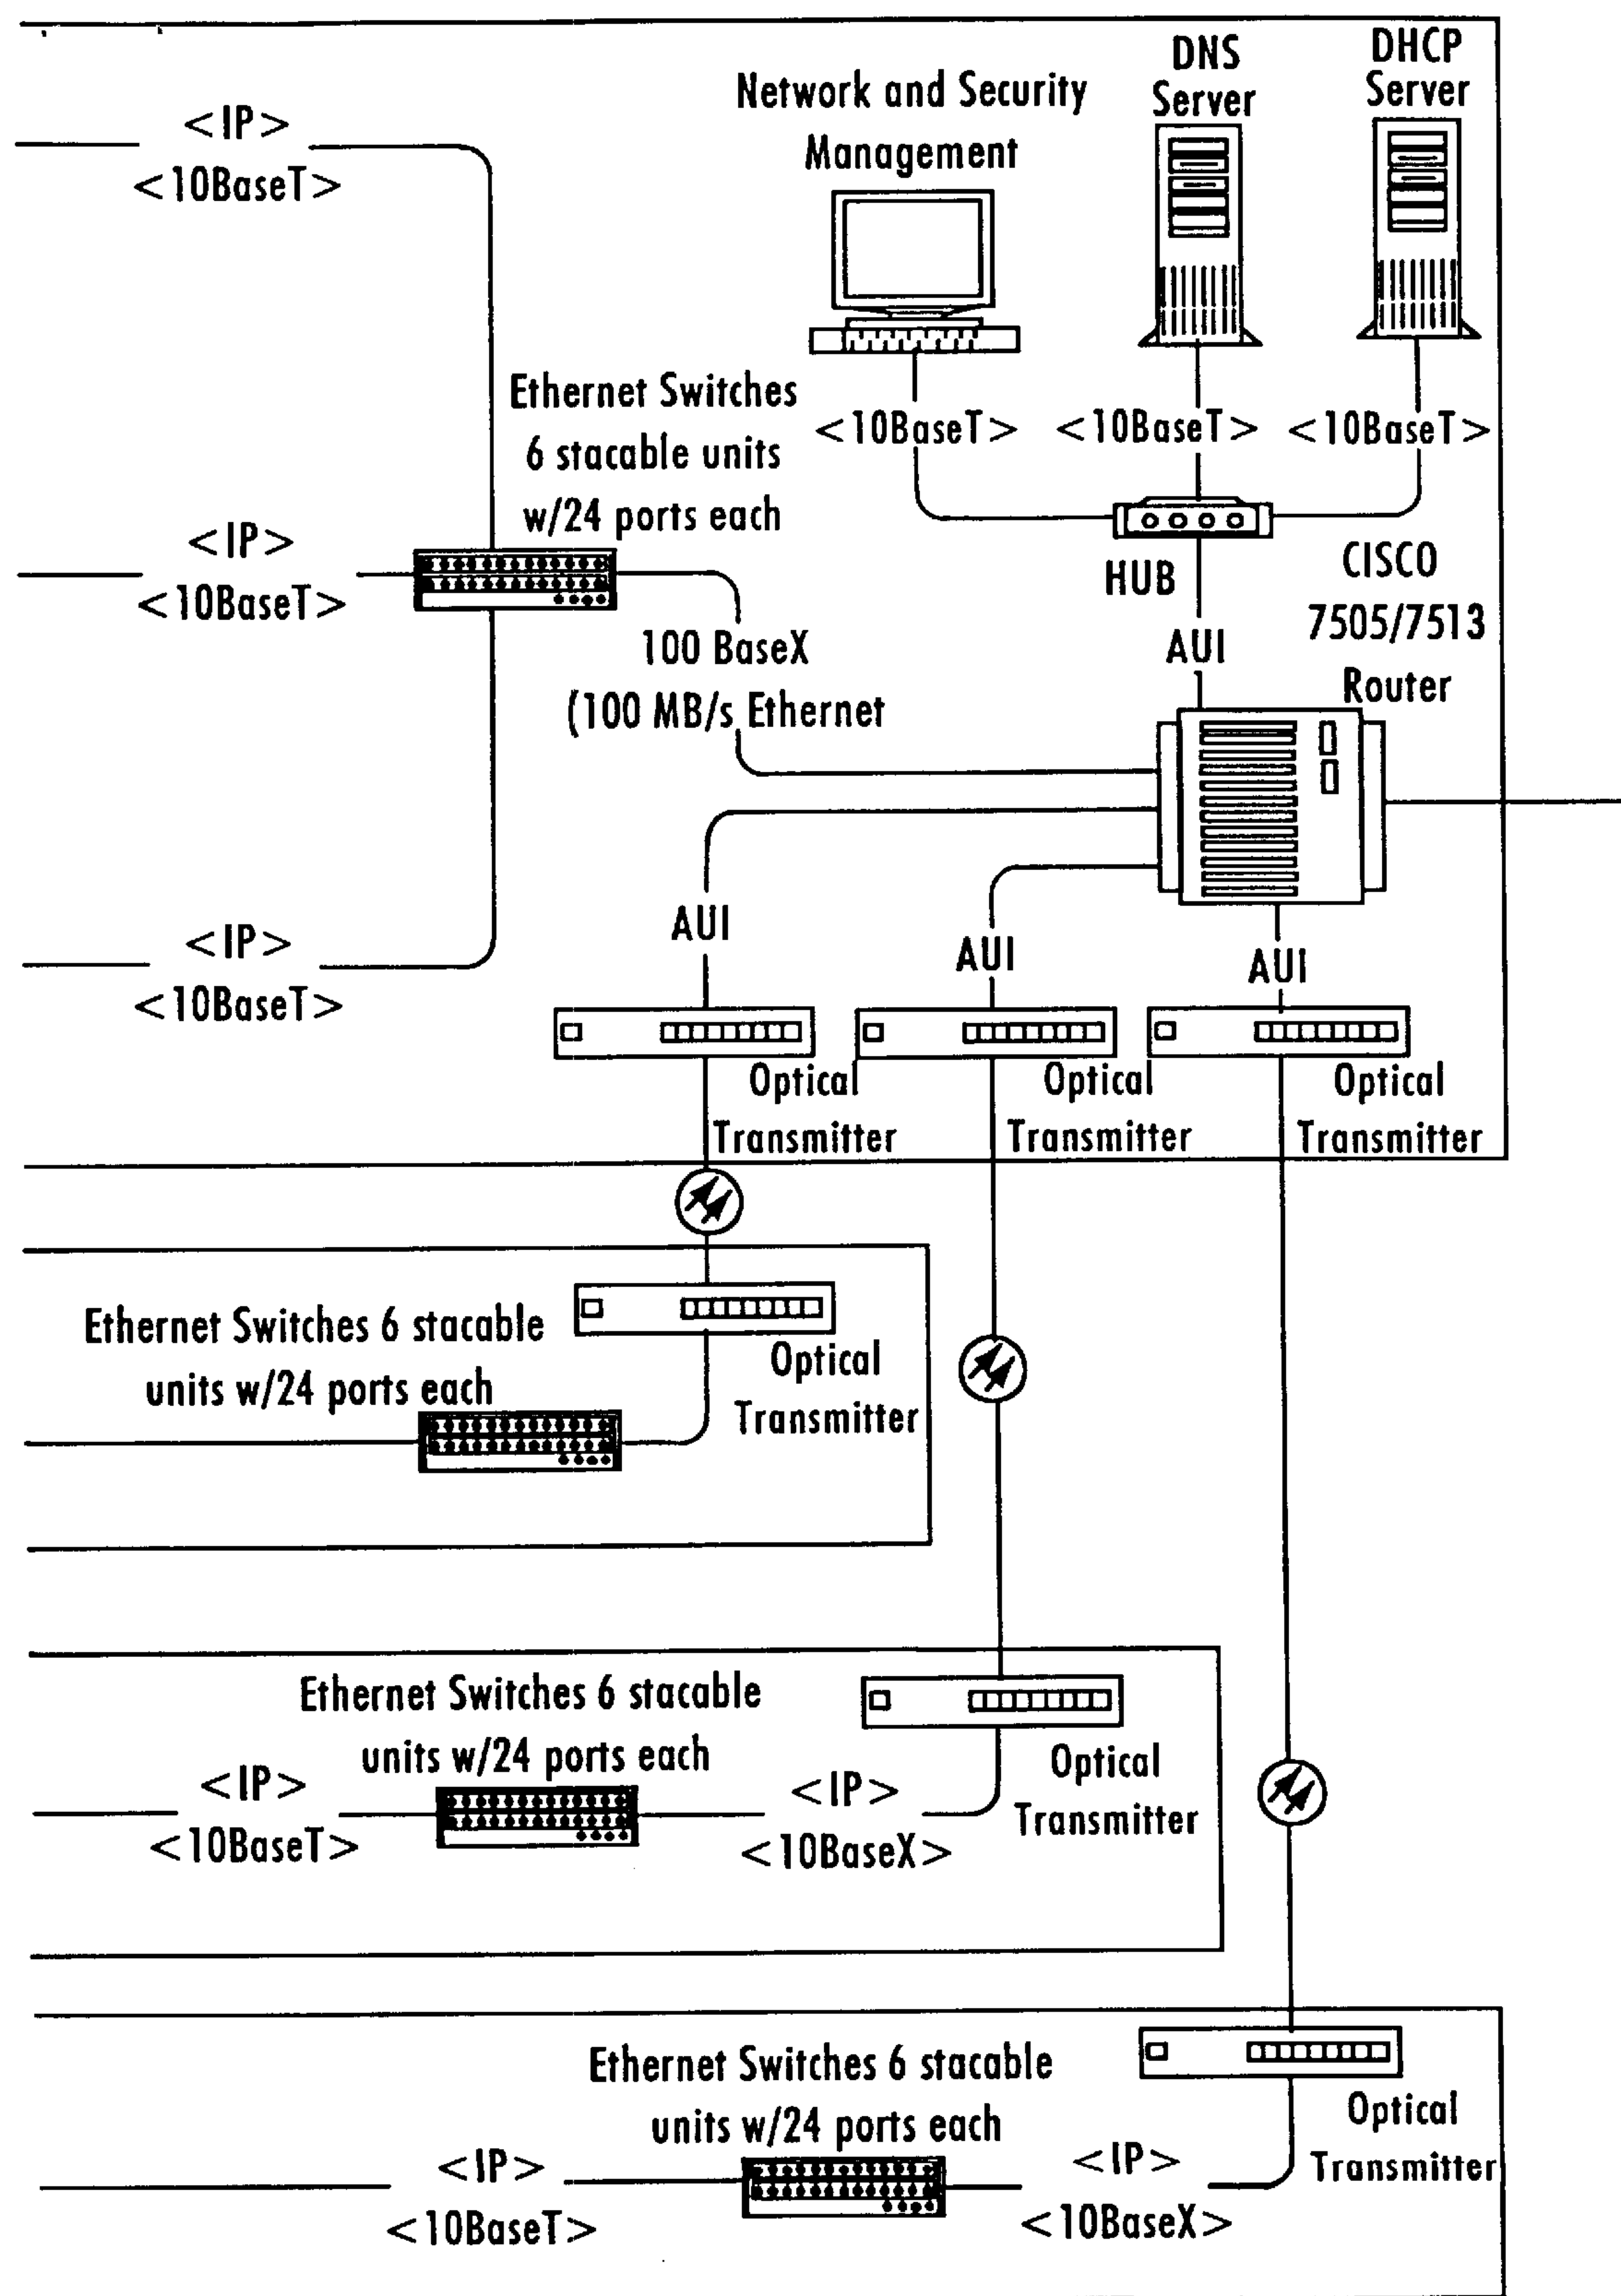 Network and Security
Management
DNS
Server
DHCP
Server
<IP>
<10BaseT>
Ethernet Switches
6 stacable units
w/24 ports each
<10BaseT>
<10BaseT>
<10BaseT>
<IP>
<10BaseT>
HUB
CISCO
7505/7513
Router
AUI
100 BaseX
(100 MB/s Ethernet
<IP>
<10BaseT>
AUI
AUI
AUI
Optical
Transmitter
Optical
Transmitter
Optical
Transmitter
Ethernet Switches 6 stacable
units w/24 ports each
Optical
Transmitter
Ethernet Switches 6 stacable
units w/24 ports each
<IP>
<10BaseT>
<IP>
<10BaseX>
Optical
Transmitter
Ethernet Switches 6 stacable
units w/24 ports each
<IP>
<10BaseT>
<IP>
<10BaseX>
Optical
Transmitter